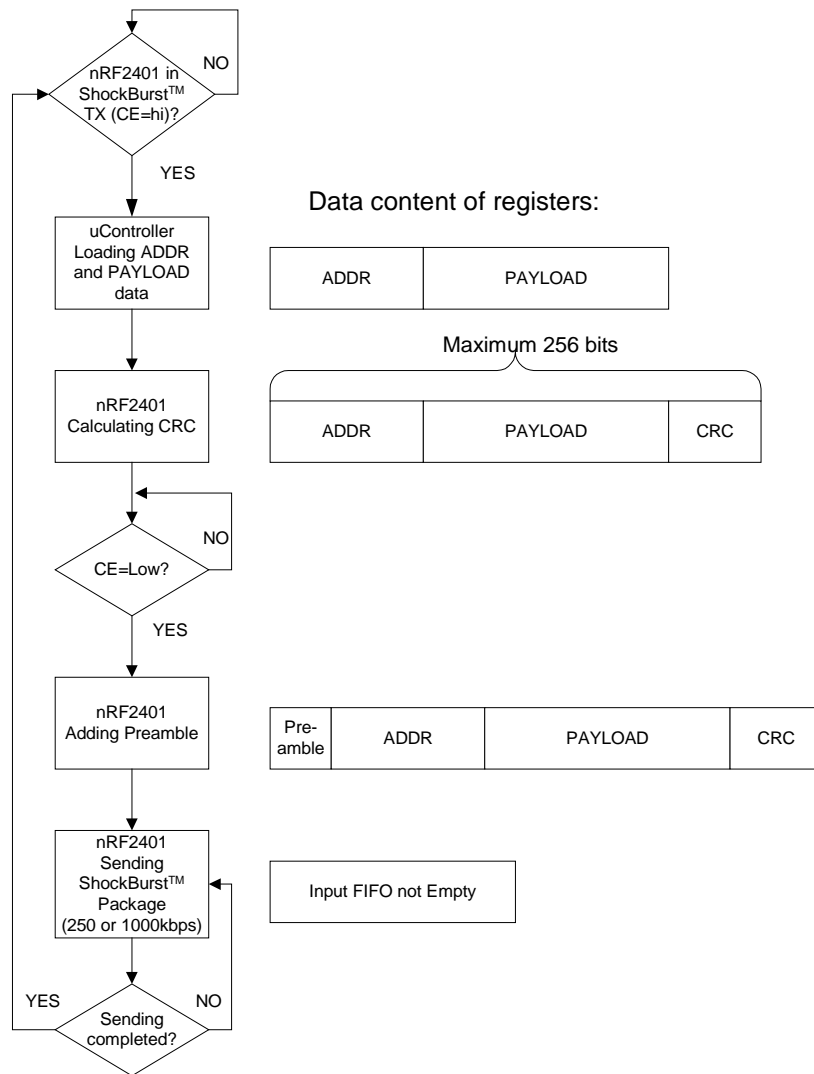 nRF2401 in
ShockBurst™
TX (CE=hi)?
NO
YES
Data content of registers:
uController
Loading ADDR
and PAYLOAD
data
ADDR
PAYLOAD
Maximum 256 bits
nRF2401
Calculating CRC
ADDR
PAYLOAD
CRC
CE=Low?
NO
YES
nRF2401
Adding Preamble
Pre-
amble
ADDR
PAYLOAD
CRC
nRF2401
Sending
ShockBurst™
Package
(250 or 1000kbps)
Input FIFO not Empty
YES
NO
Sending
completed?